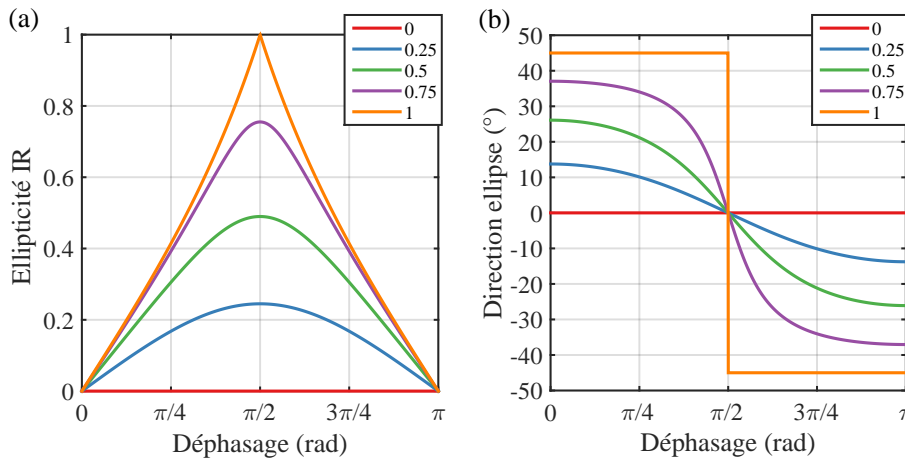 (a)
1
0.8
0.6
0.4
0.2
0
Ellipticité IR
0
π/4
π/2
3π/4
π
Déphasage (rad)
0
0.25
0.5
0.75
1
(b)
50
40
30
20
10
0
-10
-20
-30
-40
-50
Direction ellipse (°)
0
π/4
π/2
3π/4
π
Déphasage (rad)
0
0.25
0.5
0.75
1